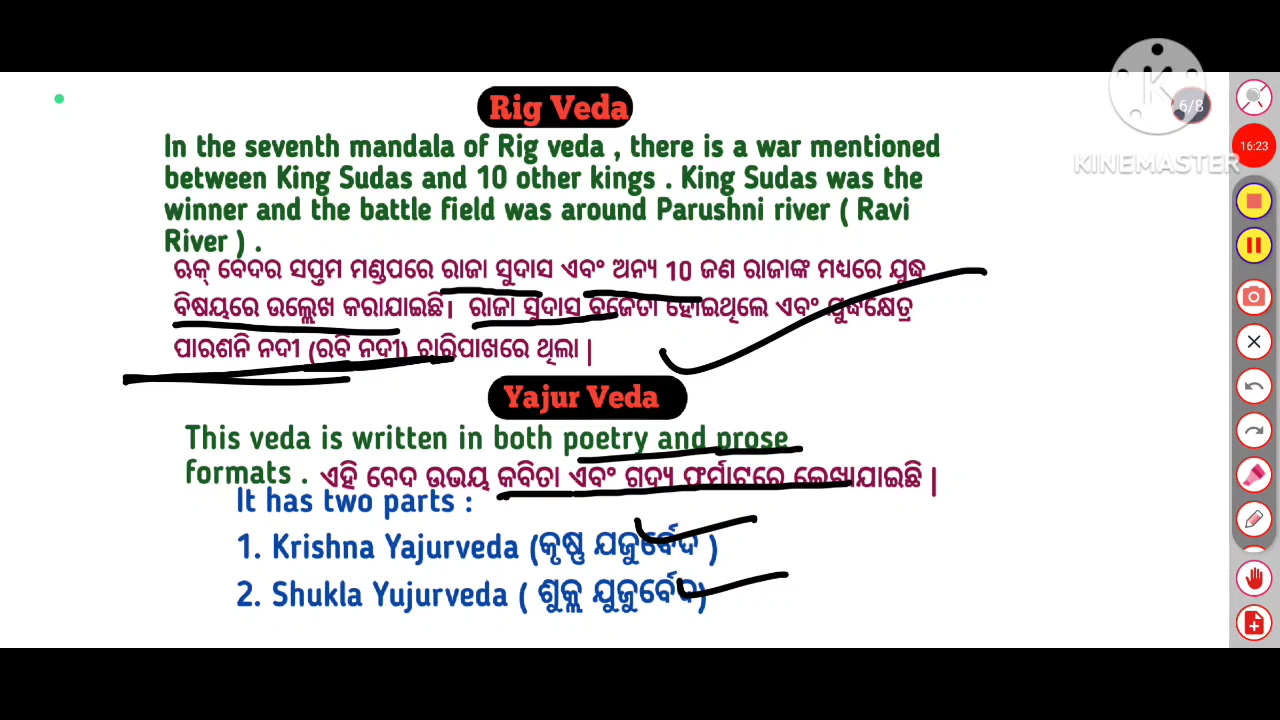 Rig Veda
6/8
16:23
KINEMASTER
In the seventh mandala of Rig veda , there is a war mentioned
between King Sudas and 10 other kings . King Sudas was the
winner and the battle field was around Parushni river ( Ravi
River ) .
ଋକ୍ ବେଦର ସପ୍ତମ ମଣ୍ଡପରେ ରାଜା ସୁଦାସ ଏବଂ ଅନ୍ୟ 10 ଜଣ ରାଜାଙ୍କ ମଧ୍ୟରେ ଯୁଦ୍ଧ
ବିଷୟରେ ଉଲ୍ଲେଖ କରାଯାଇଛି। ରାଜା ସୁଦାସ ବିଜେତା ହୋଇଥିଲେ ଏବଂ ଯୁଦ୍ଧକ୍ଷେତ୍ର
ପାରଶନି ନଦୀ (ରବି ନଦୀ) ଚାରିପାଖରେ ଥିଲା |
Yajur Veda
This veda is written in both poetry and prose
formats . ଏହି ବେଦ ଉଭୟ କବିତା ଏବଂ ଗଦ୍ୟ ଫର୍ମାଟରେ ଲେଖାଯାଇଛି |
It has two parts :
1. Krishna Yajurveda (କୃଷ୍ଣ ଯଜୁର୍ବେଦ )
2. Shukla Yujurveda ( ଶୁକ୍ଲ ଯୁଜୁର୍ବେଦ)